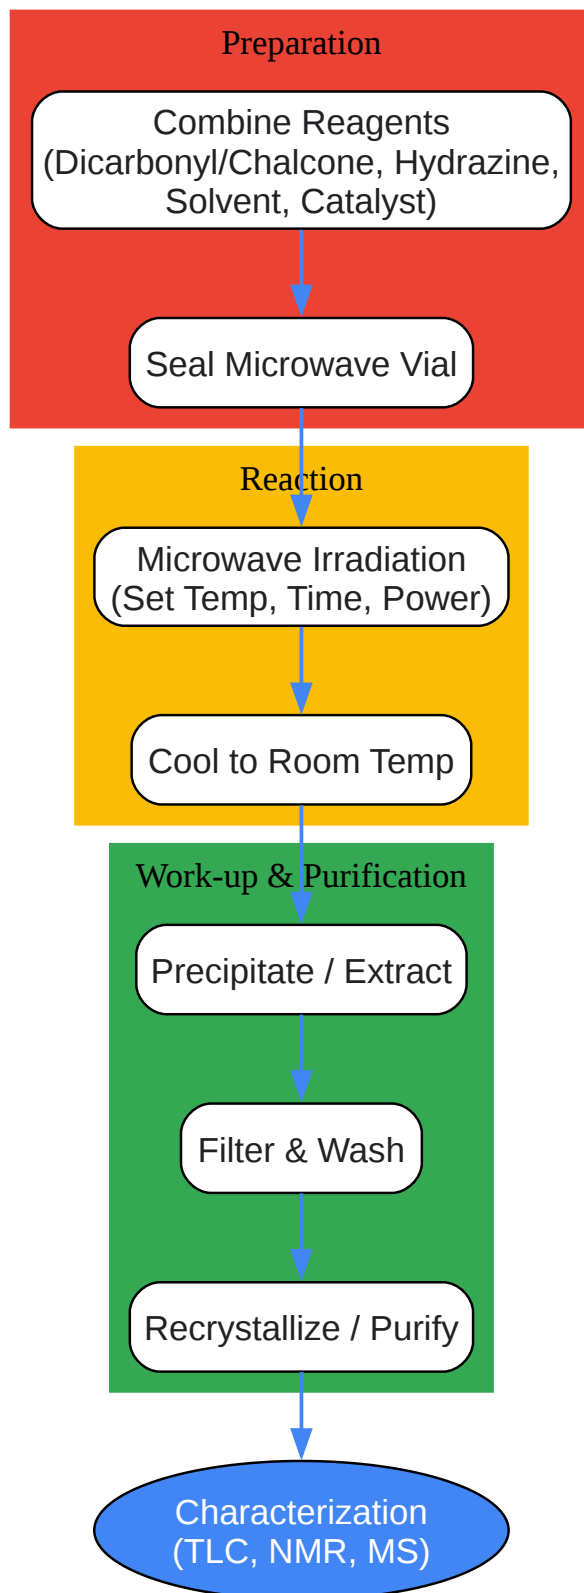 Preparation
Combine Reagents
(Dicarbonyl/Chalcone, Hydrazine,
Solvent, Catalyst)
Seal Microwave Vial
Reaction
Microwave Irradiation
(Set Temp, Time, Power)
Cool to Room Temp
Work-up & Purification
Precipitate / Extract
Filter & Wash
Recrystallize / Purify
Characterization
(TLC, NMR, MS)